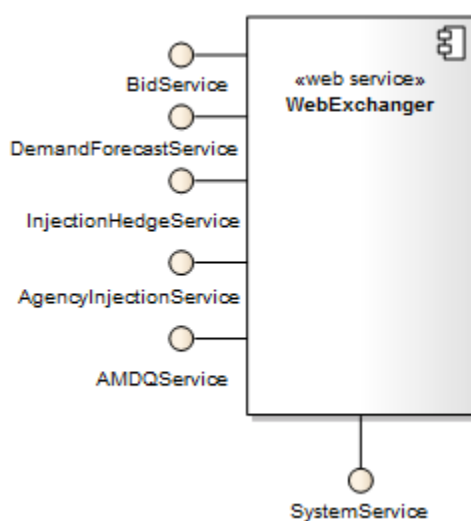 BidService
«web service»
WebExchanger
DemandForecastService
InjectionHedgeService
AgencyInjectionService
AMDQService
SystemService